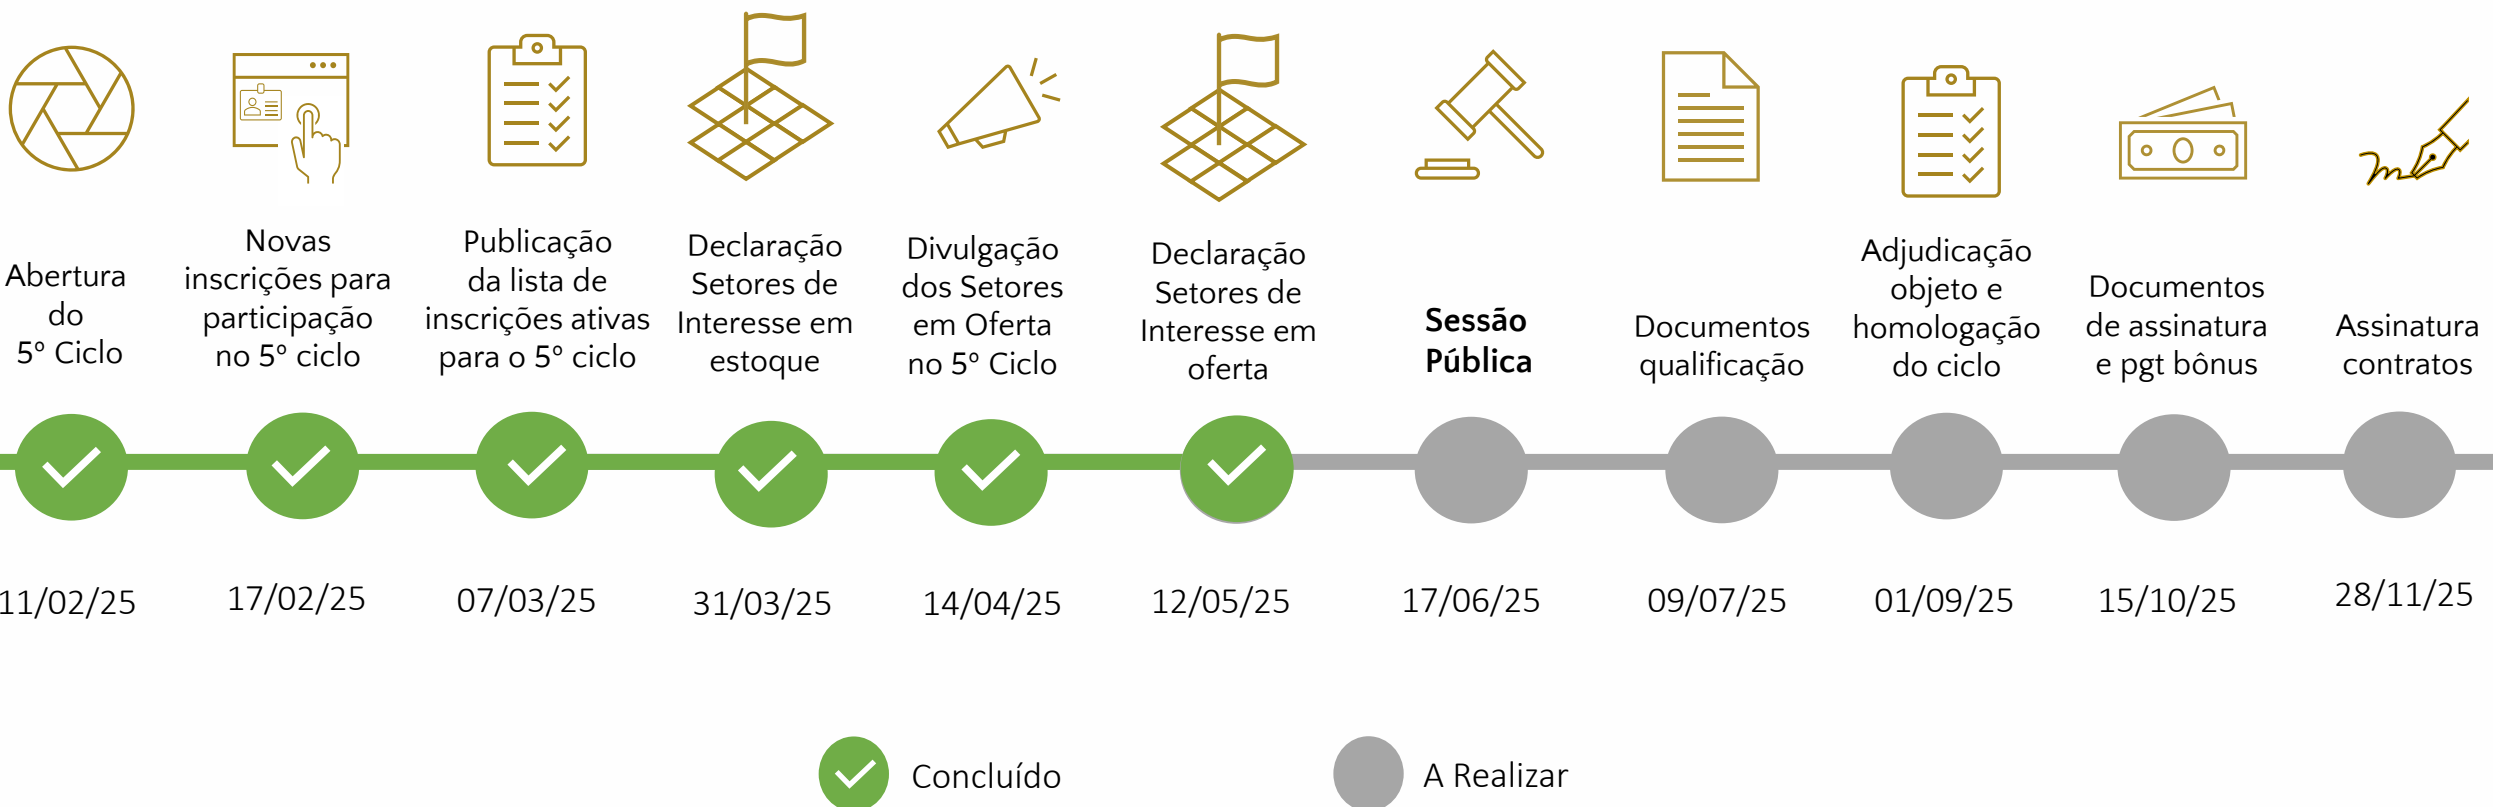 Abertura
do
5º Ciclo
Novas
inscrições para
participação
no 5º ciclo
Publicação
da lista de
inscrições ativas
para o 5º ciclo
Declaração
Setores de
Interesse em
estoque
Divulgação
dos Setores
em Oferta
no 5º Ciclo
Declaração
Setores de
Interesse em
oferta
Sessão
Pública
Documentos
qualificação
Adjudicação
objeto e
homologação
do ciclo
Documentos
de assinatura
e pgt bônus
Assinatura
contratos
11/02/25
17/02/25
07/03/25
31/03/25
14/04/25
12/05/25
17/06/25
09/07/25
01/09/25
15/10/25
28/11/25
Concluído
A Realizar